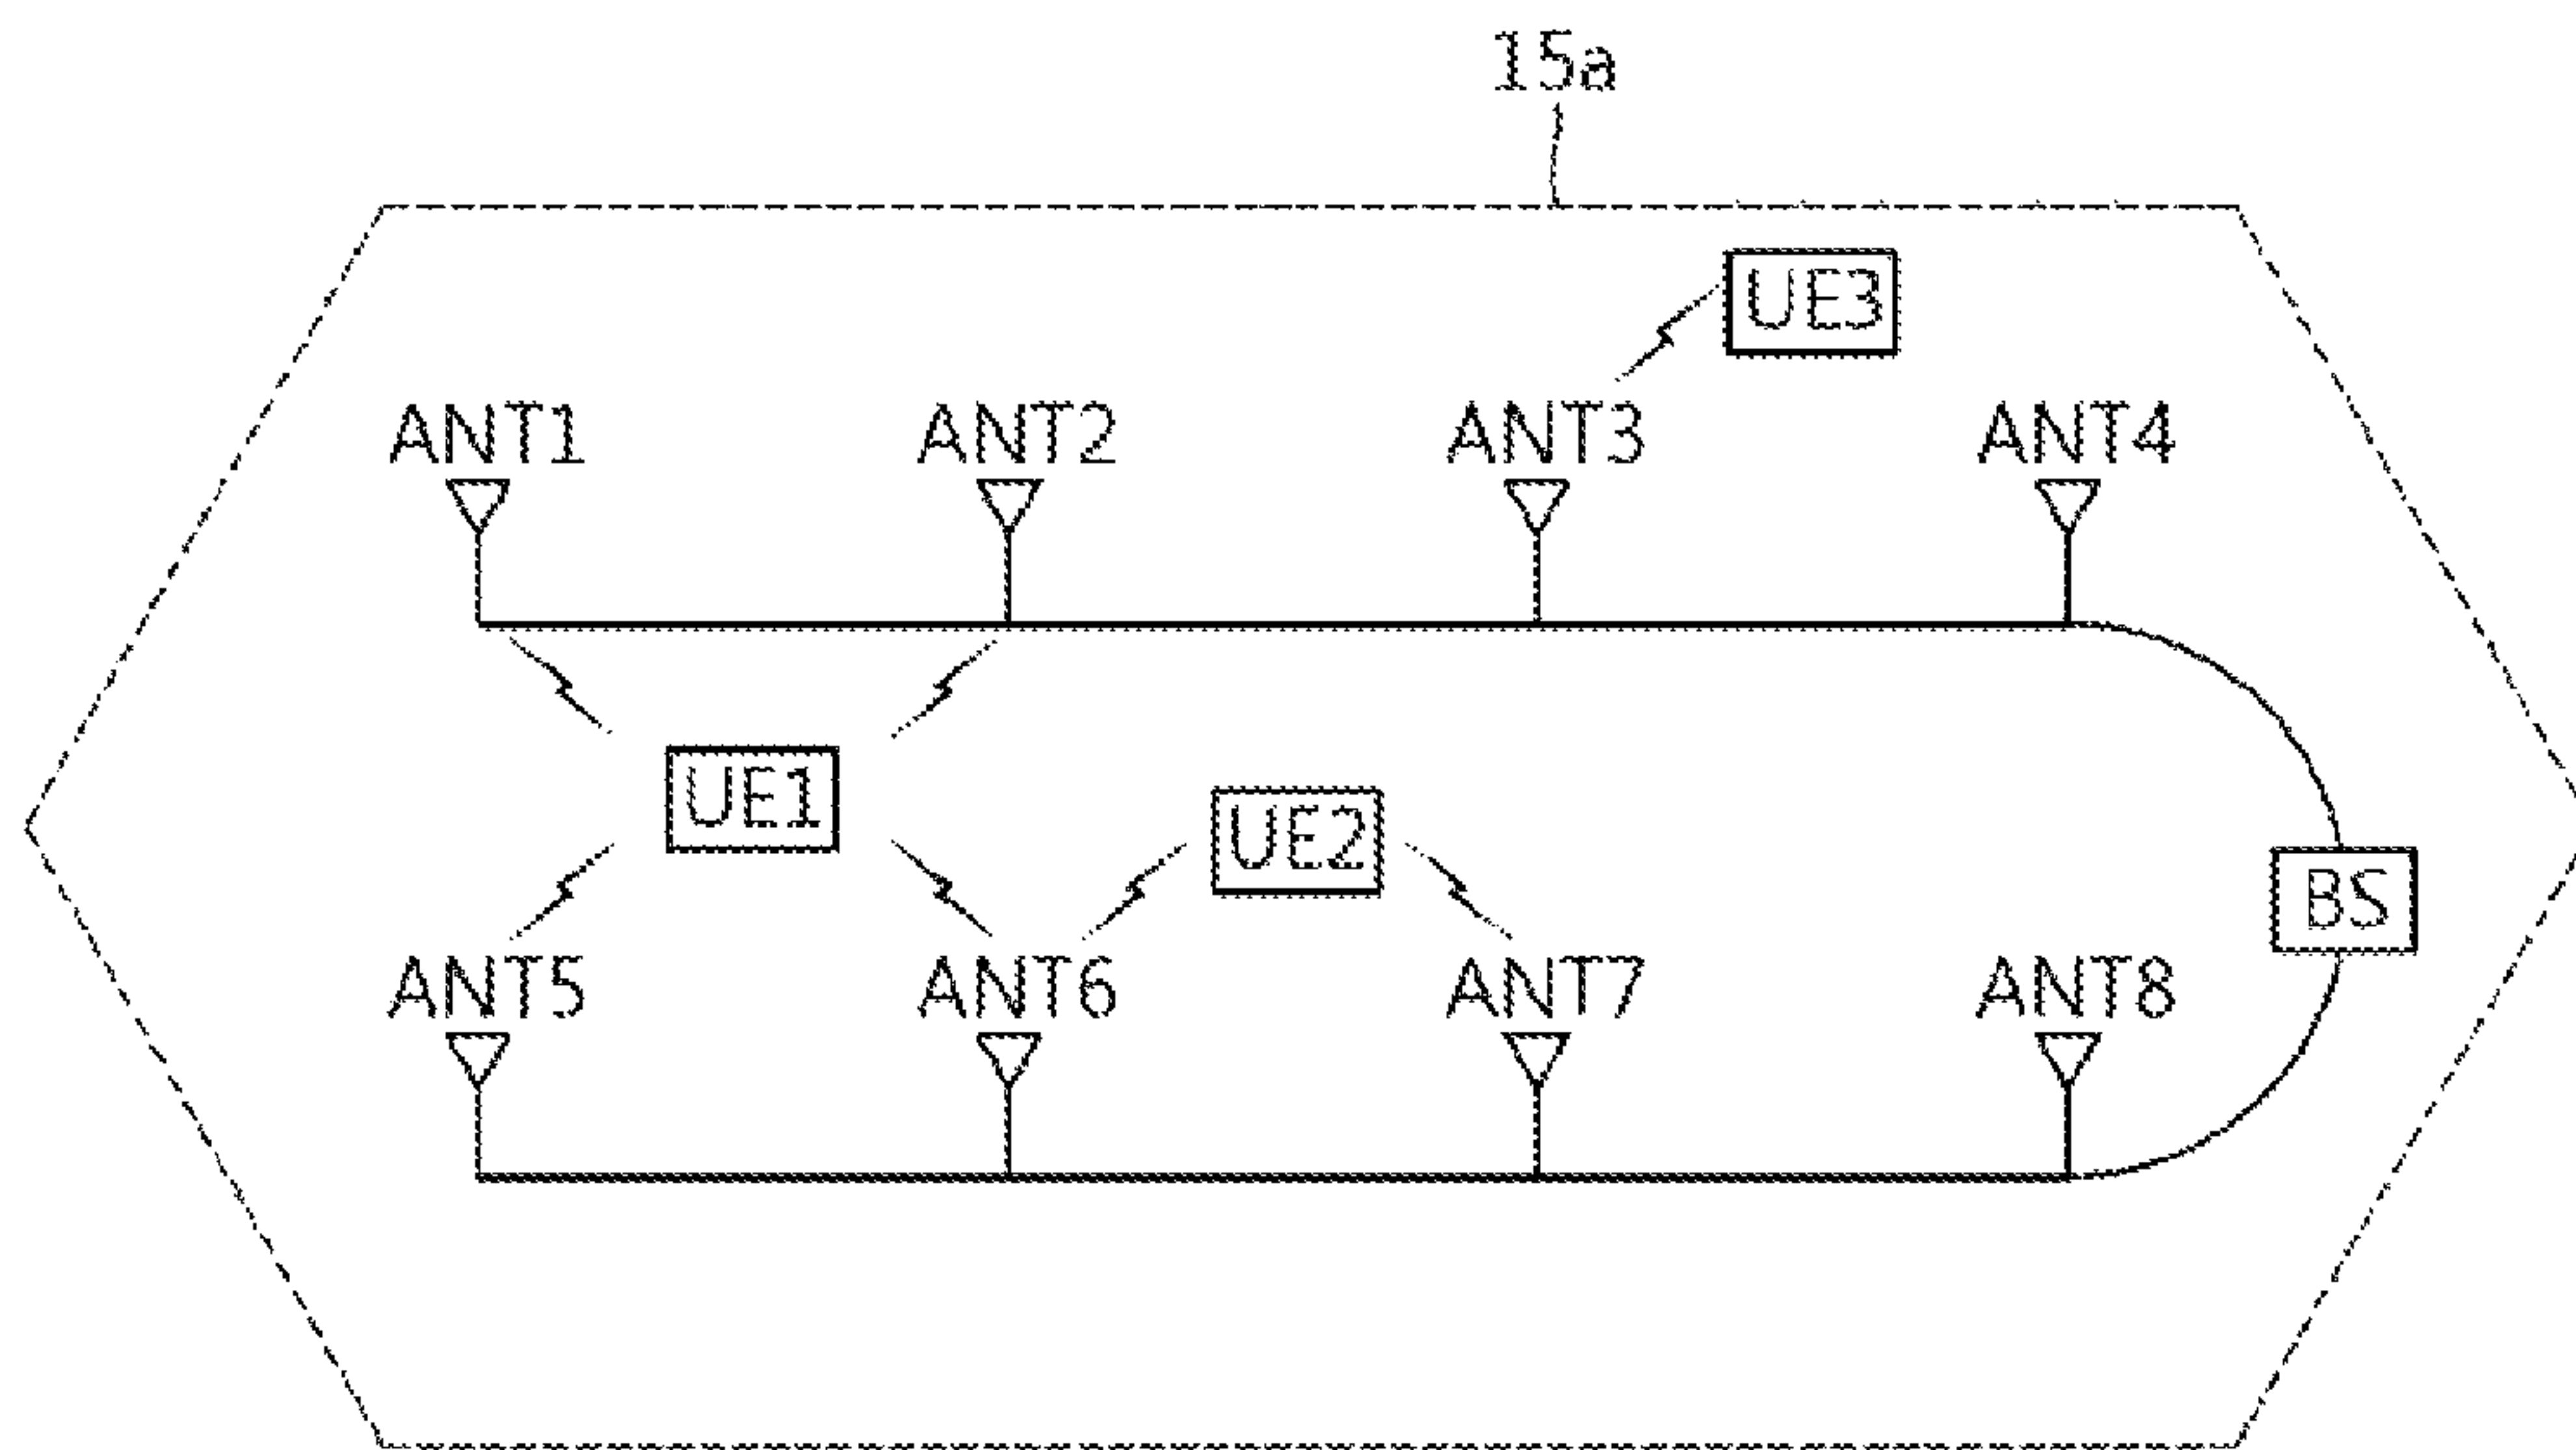 15a
UE3
ANT1 ANT2 ANT3 ANT4
UE1 UE2
BS
ANT5 ANT6 ANT7 ANT8